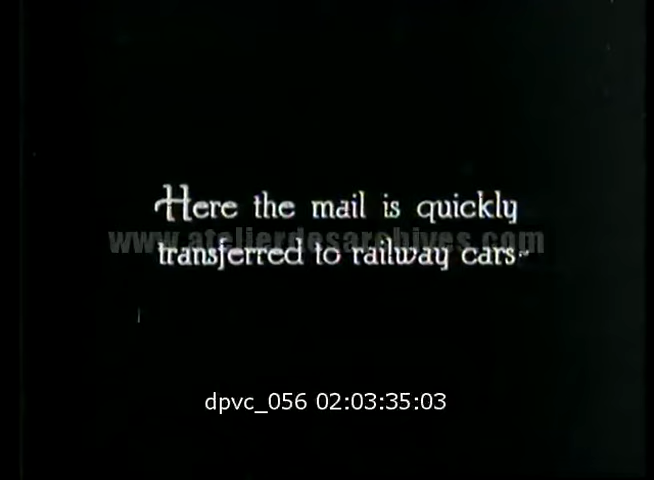 Here the mail is quickly
www.atelierdesarchives.com
transferred to railway cars~
dpvc_056 02:03:35:03